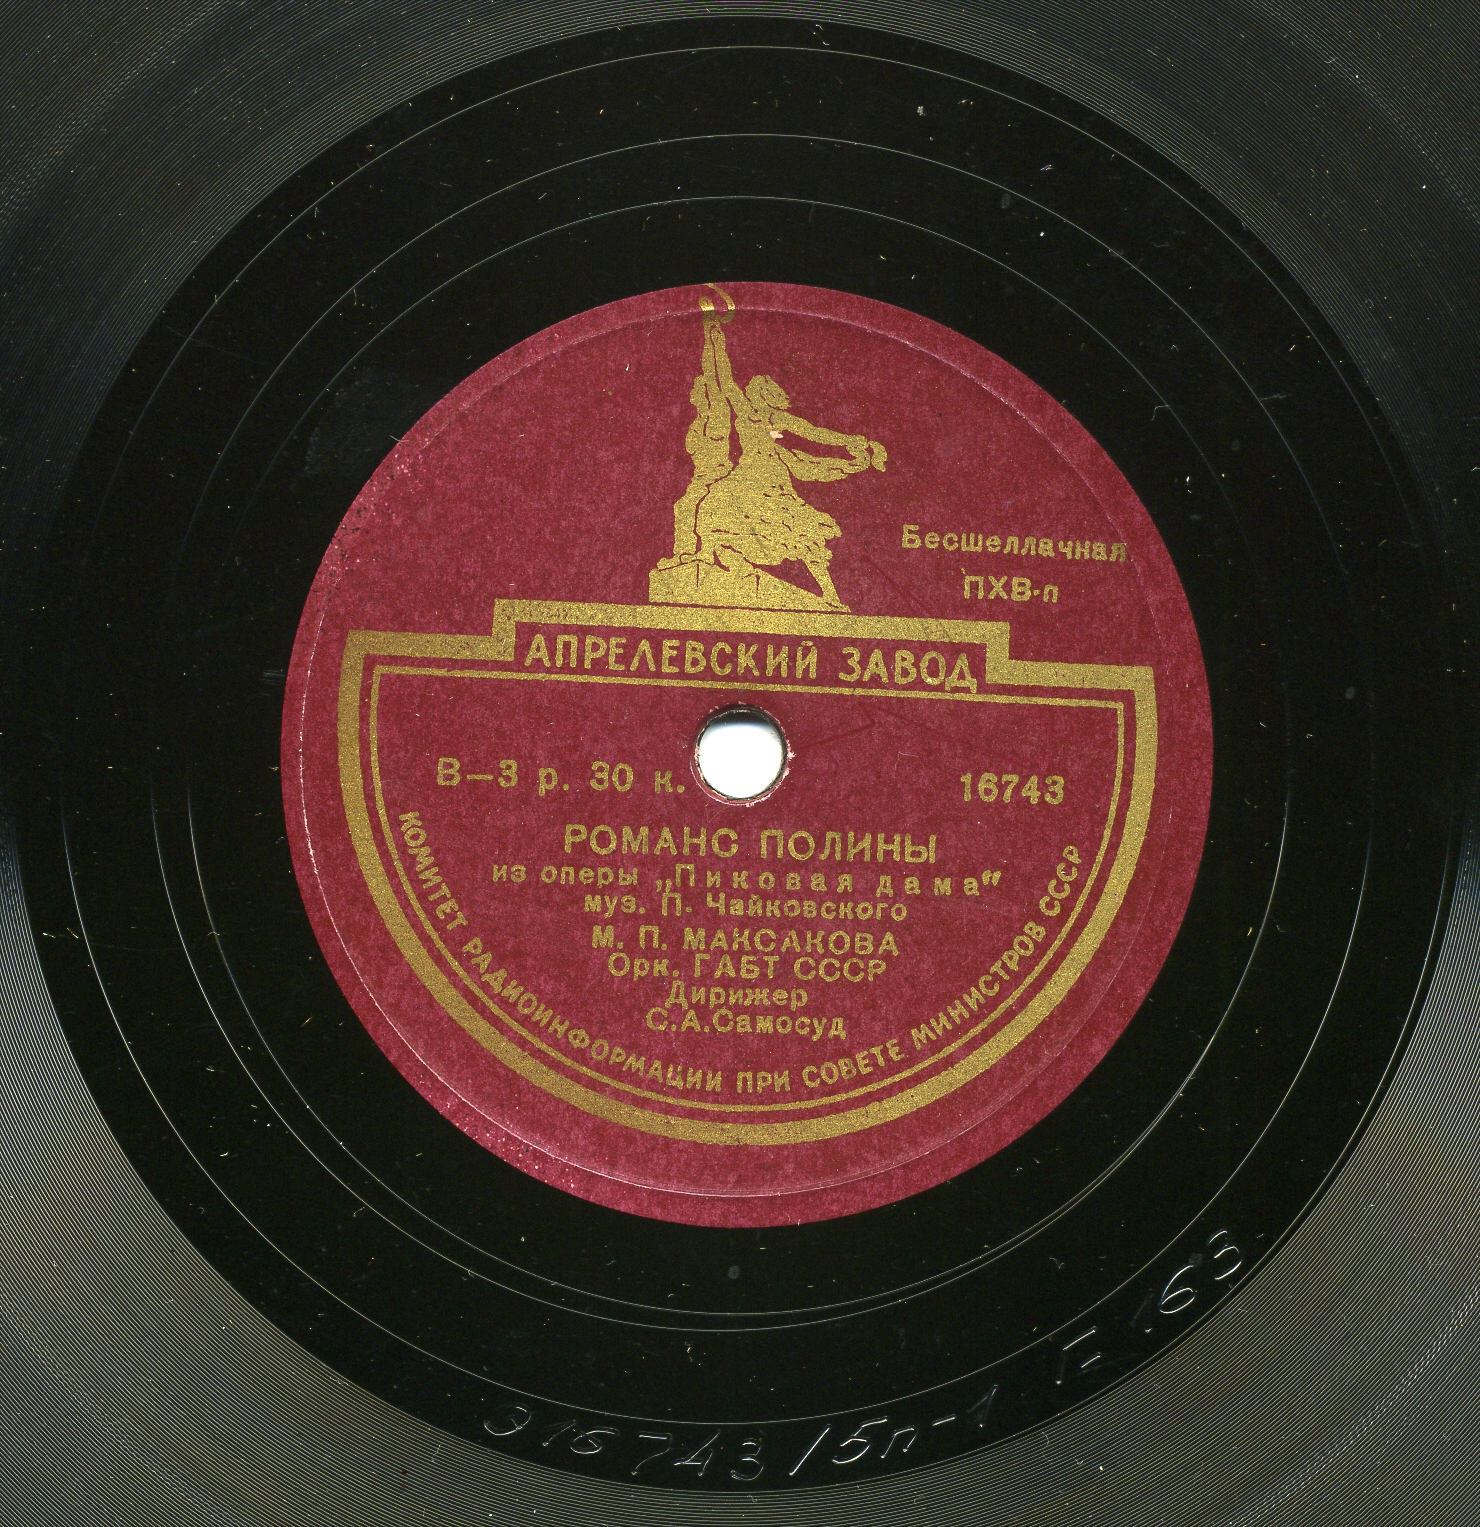 Бесшеллачная
ПХВ-п
АПРЕЛЕВСКИЙ ЗАВОД
В—3 р. 30 к.
16743
РОМАНС ПОЛИНЫ
из оперы „Пиковая дама"
муз. П. Чайковского
М. П. МАКСАКОВА
Орк. ГАБТ СССР
Дирижер
С.А.Самосуд
КОМИТЕТ РАДИОИНФОРМАЦИИ ПРИ СОВЕТЕ МИНИСТРОВ СССР
316743/5п-1 Г 163